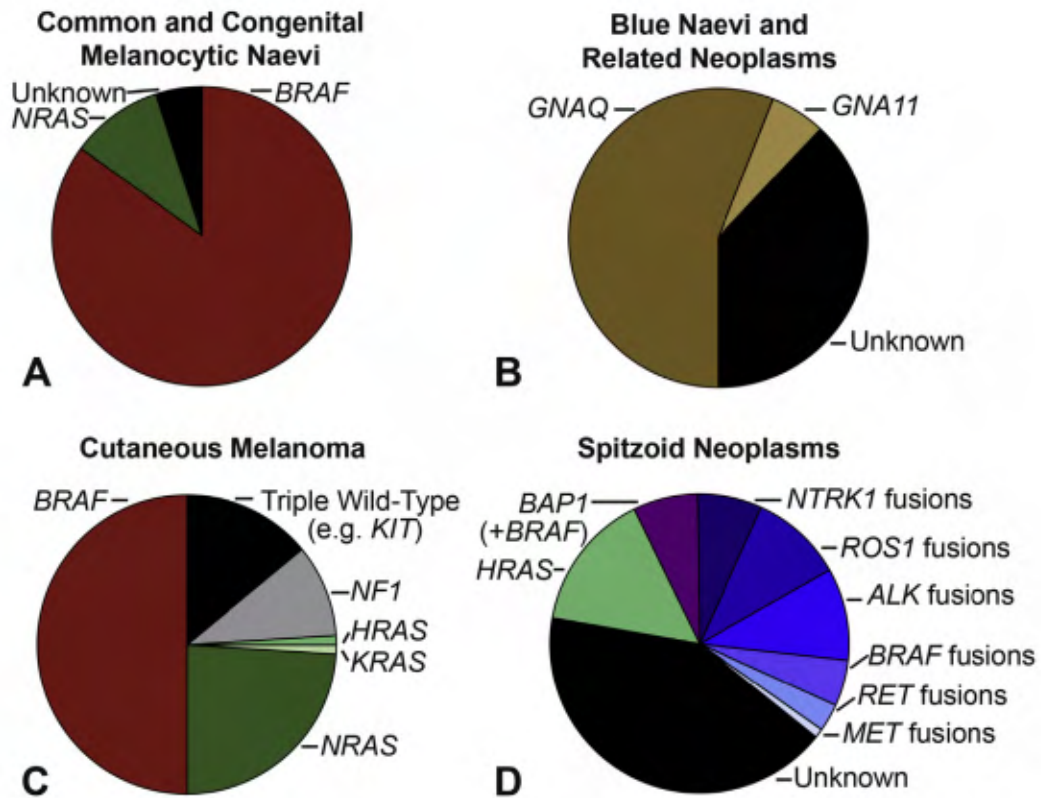 Common and Congenital
Melanocytic Naevi
Unknown
BRAF
NRAS
A
Blue Naevi and
Related Neoplasms
GNAQ
GNA11
Unknown
B
Cutaneous Melanoma
BRAF
Triple Wild-Type
(e.g. KIT)
NF1
HRAS
KRAS
NRAS
C
Spitzoid Neoplasms
BAP1
(+BRAF)
HRAS
NTRK1 fusions
ROS1 fusions
ALK fusions
BRAF fusions
RET fusions
MET fusions
Unknown
D